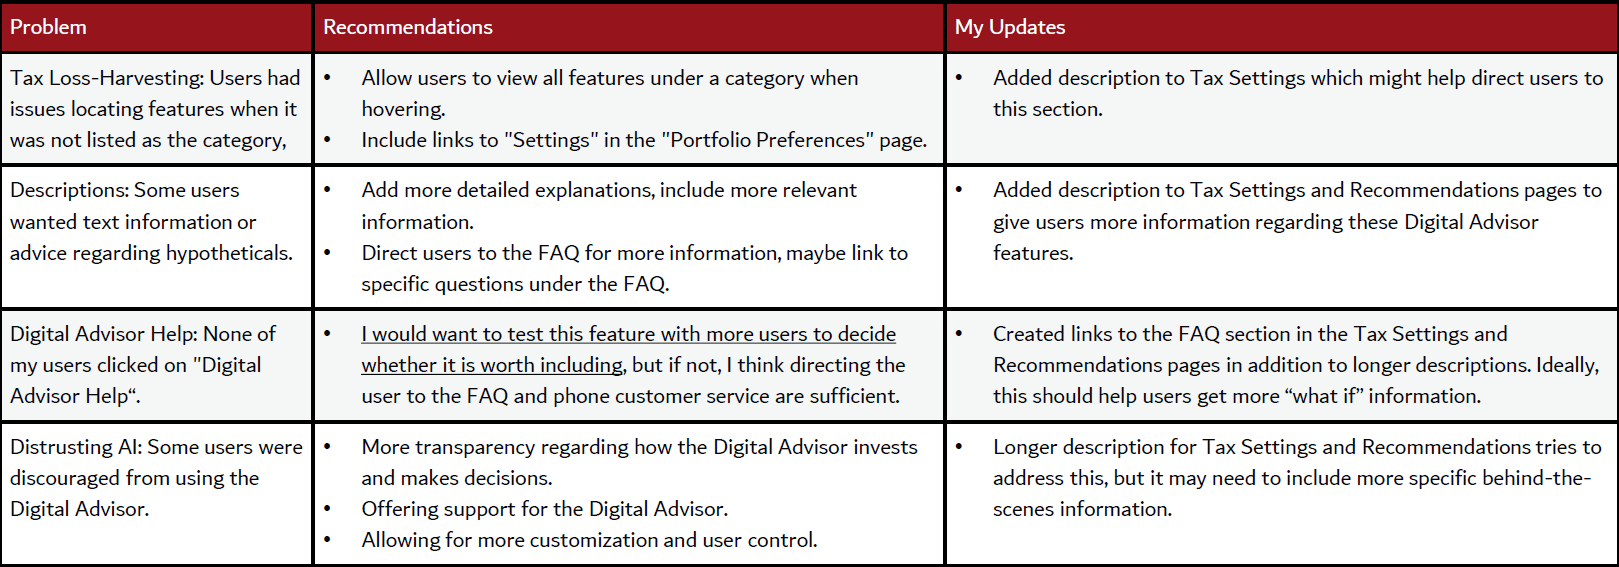 Problem
Recommendations
My Updates
Tax Loss-Harvesting: Users had
issues locating features when it
was not listed as the category,
• Allow users to view all features under a category when
hovering.
• Include links to "Settings" in the "Portfolio Preferences" page.
• Added description to Tax Settings which might help direct users to
this section.
Descriptions: Some users
wanted text information or
advice regarding hypotheticals.
• Add more detailed explanations, include more relevant
information.
• Direct users to the FAQ for more information, maybe link to
specific questions under the FAQ.
• Added description to Tax Settings and Recommendations pages to
give users more information regarding these Digital Advisor
features.
Digital Advisor Help: None of
my users clicked on "Digital
Advisor Help“.
• I would want to test this feature with more users to decide
whether it is worth including, but if not, I think directing the
user to the FAQ and phone customer service are sufficient.
• Created links to the FAQ section in the Tax Settings and
Recommendations pages in addition to longer descriptions. Ideally,
this should help users get more “what if” information.
Distrusting AI: Some users were
discouraged from using the
Digital Advisor.
• More transparency regarding how the Digital Advisor invests
and makes decisions.
• Offering support for the Digital Advisor.
• Allowing for more customization and user control.
• Longer description for Tax Settings and Recommendations tries to
address this, but it may need to include more specific behind-the-
scenes information.